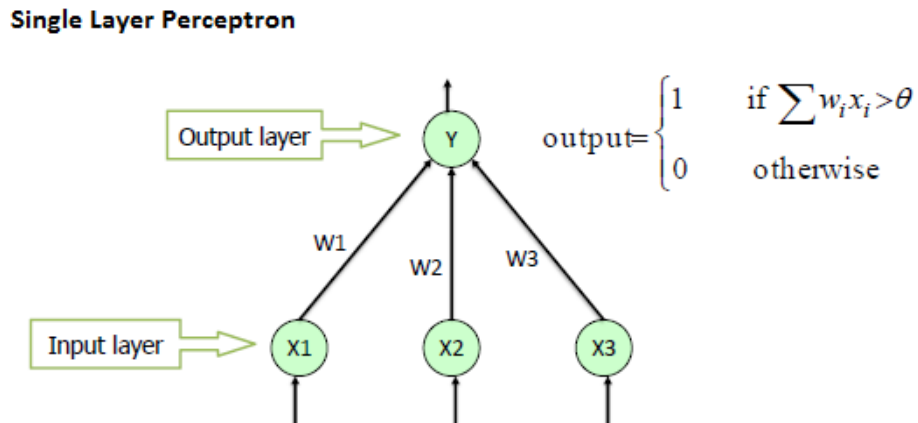 Single Layer Perceptron
Output layer
Y
output= { 1 if ∑ wᵢxᵢ>θ
0 otherwise
W1
W2
W3
Input layer
X1
X2
X3